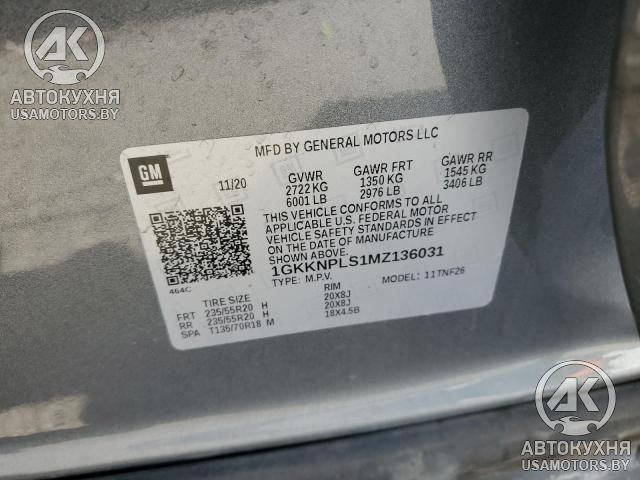 AK
АВТОКУХНЯ
USAMOTORS.BY
MFD BY GENERAL MOTORS LLC
GM
11/20 GVWR GAWR FRT GAWR RR
2722 KG 1350 KG 1545 KG
6001 LB 2976 LB 3406 LB
THIS VEHICLE CONFORMS TO ALL
APPLICABLE U.S. FEDERAL MOTOR
VEHICLE SAFETY STANDARDS IN EFFECT
ON THE DATE OF MANUFACTURE
SHOWN ABOVE.
1GKKNPLS1MZ136031
TYPE: M.P.V. MODEL: 11TNF26
464C
TIRE SIZE RIM
FRT 235/55R20 H 20X8J
RR 235/55R20 H 20X8J
SPA T135/70R18 M 18X4.5B
AK
АВТОКУХНЯ
USAMOTORS.BY